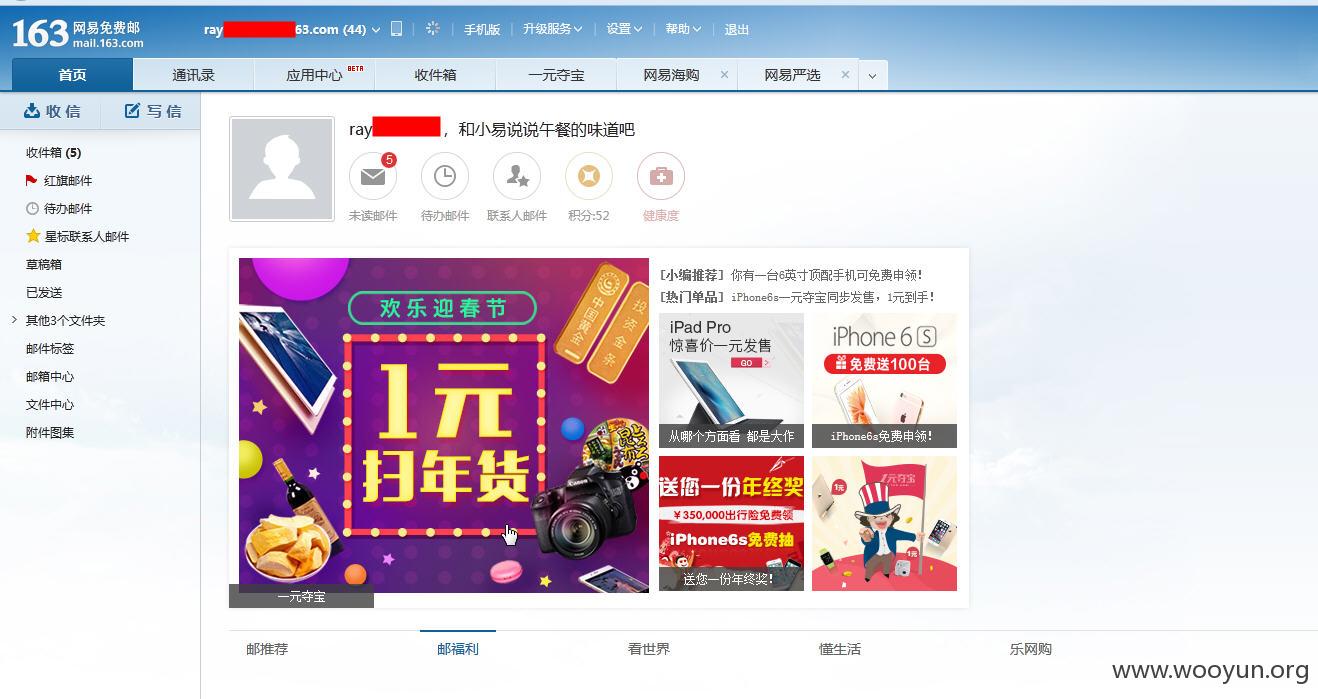 163 网易免费邮
mail.163.com
ray 63.com (44)
手机版
升级服务
设置
帮助
退出
首页
通讯录
应用中心 BETA
收件箱
一元夺宝
网易海购 ×
网易严选 ×
收信
写信
收件箱 (5)
红旗邮件
待办邮件
星标联系人邮件
草稿箱
已发送
其他3个文件夹
邮件标签
邮箱中心
文件中心
附件图集
ray ，和小易说说午餐的味道吧
5
未读邮件
待办邮件
联系人邮件
积分:52
健康度
欢乐迎春节
1元
扫年货
中国黄金
投资金条
Canon
一元夺宝
[小编推荐] 你有一台6英寸顶配手机可免费申领！
[热门单品] iPhone6s一元夺宝同步发售，1元到手！
iPad Pro
惊喜价一元发售
GO
从哪个方面看 都是大作
iPhone 6 S
免费送100台
iPhone6s免费申领！
送您一份年终奖
¥350,000出行险免费领
iPhone6s免费抽
送您一份年终奖！
1元夺宝
1元
1元
邮推荐
邮福利
看世界
懂生活
乐网购
www.wooyun.org